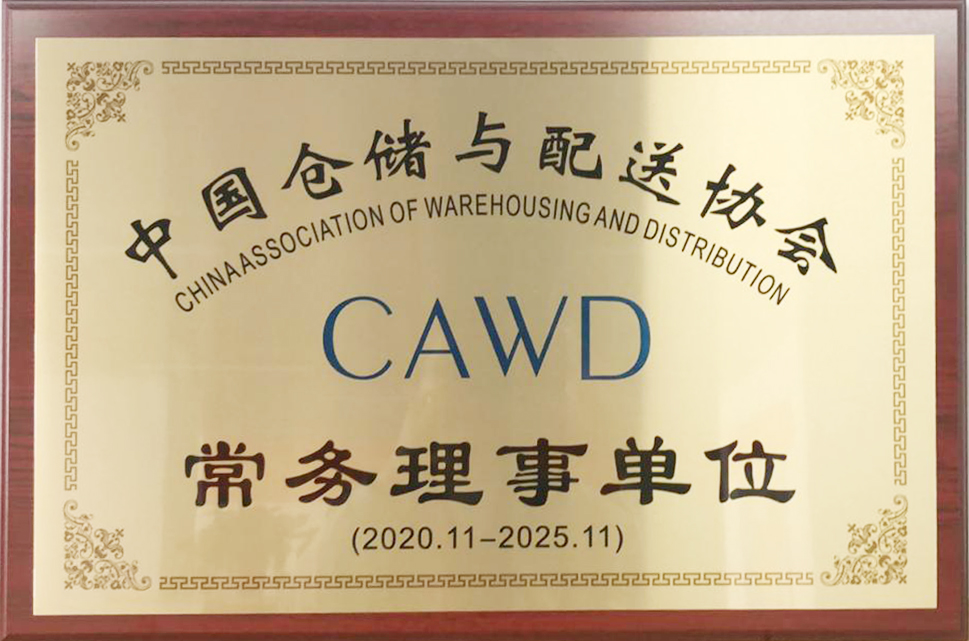 中国仓储与配送协会
CHINA ASSOCIATION OF WAREHOUSING AND DISTRIBUTION
CAWD
常务理事单位
(2020.11–2025.11)